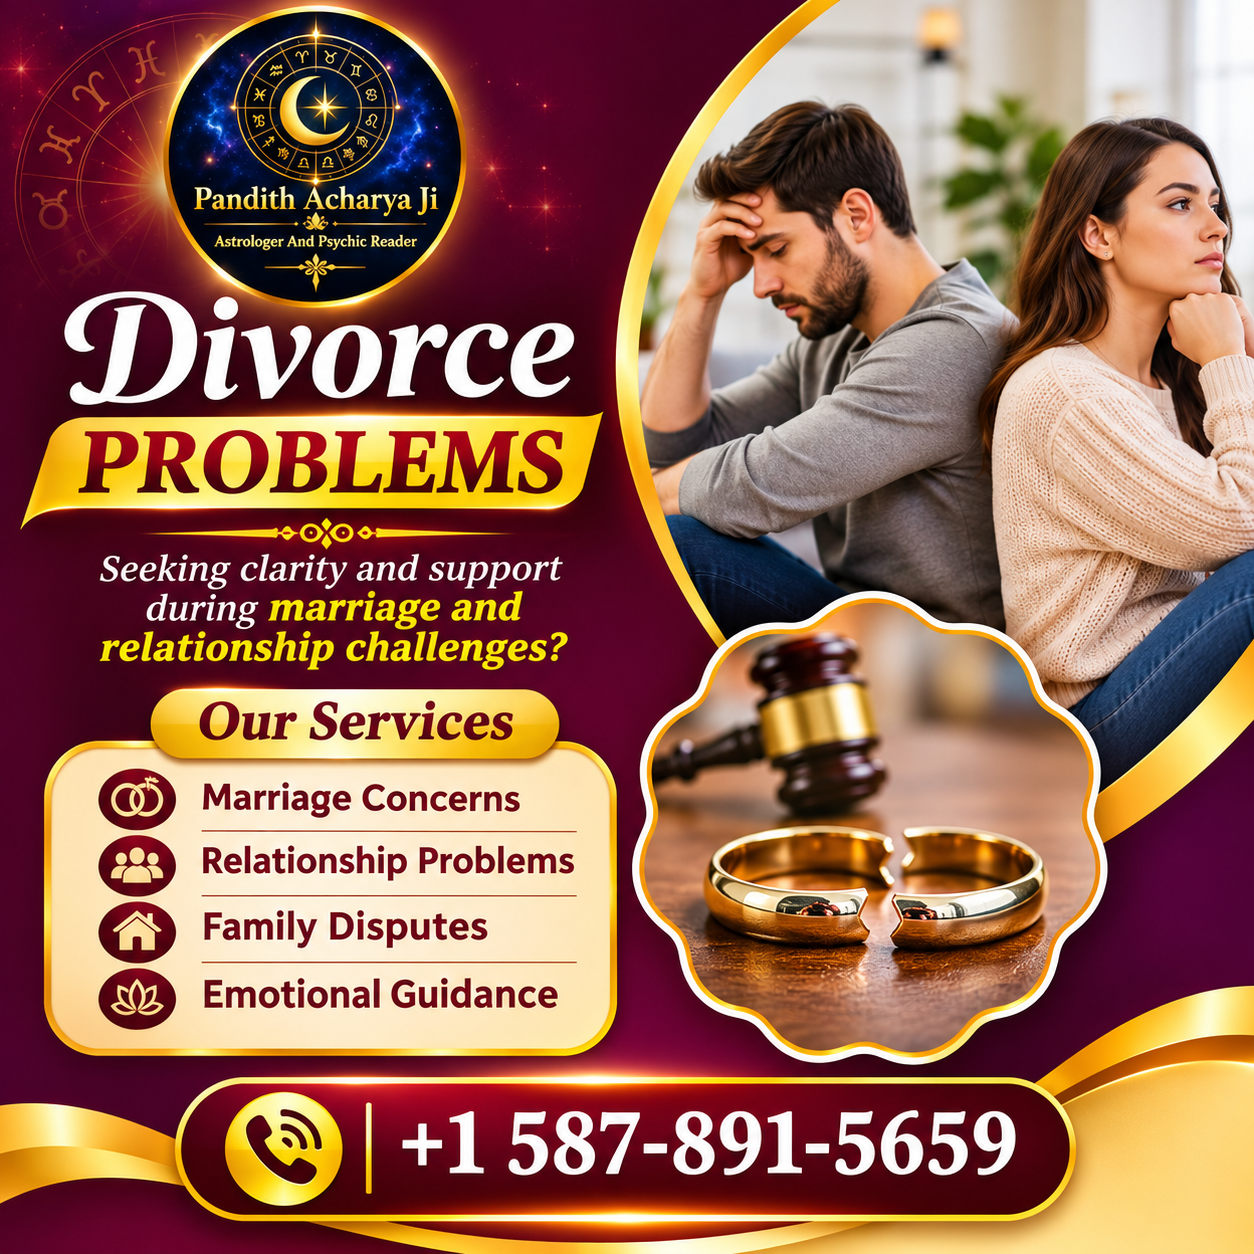 Pandith Acharya Ji
Astrologer And Psychic Reader
Divorce
PROBLEMS
Seeking clarity and support
during marriage and
relationship challenges?
Our Services
Marriage Concerns
Relationship Problems
Family Disputes
Emotional Guidance
+1 587-891-5659